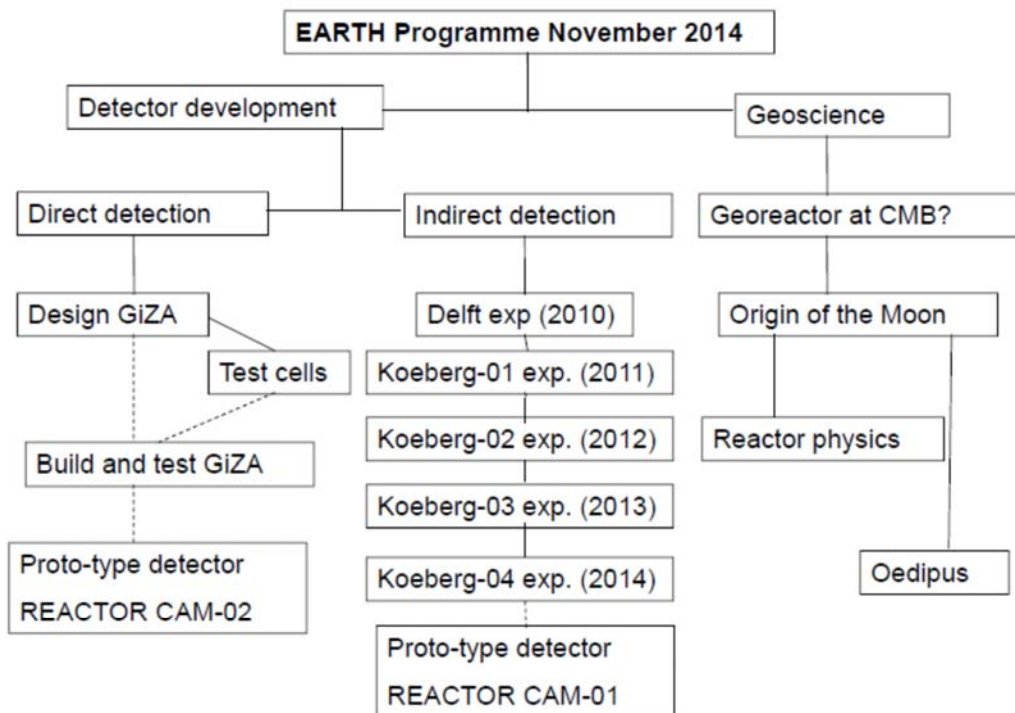 EARTH Programme November 2014
Detector development
Geoscience
Direct detection
Indirect detection
Georeactor at CMB?
Design GiZA
Delft exp (2010)
Origin of the Moon
Test cells
Koeberg-01 exp. (2011)
Koeberg-02 exp. (2012)
Reactor physics
Build and test GiZA
Koeberg-03 exp. (2013)
Proto-type detector
REACTOR CAM-02
Koeberg-04 exp. (2014)
Oedipus
Proto-type detector
REACTOR CAM-01